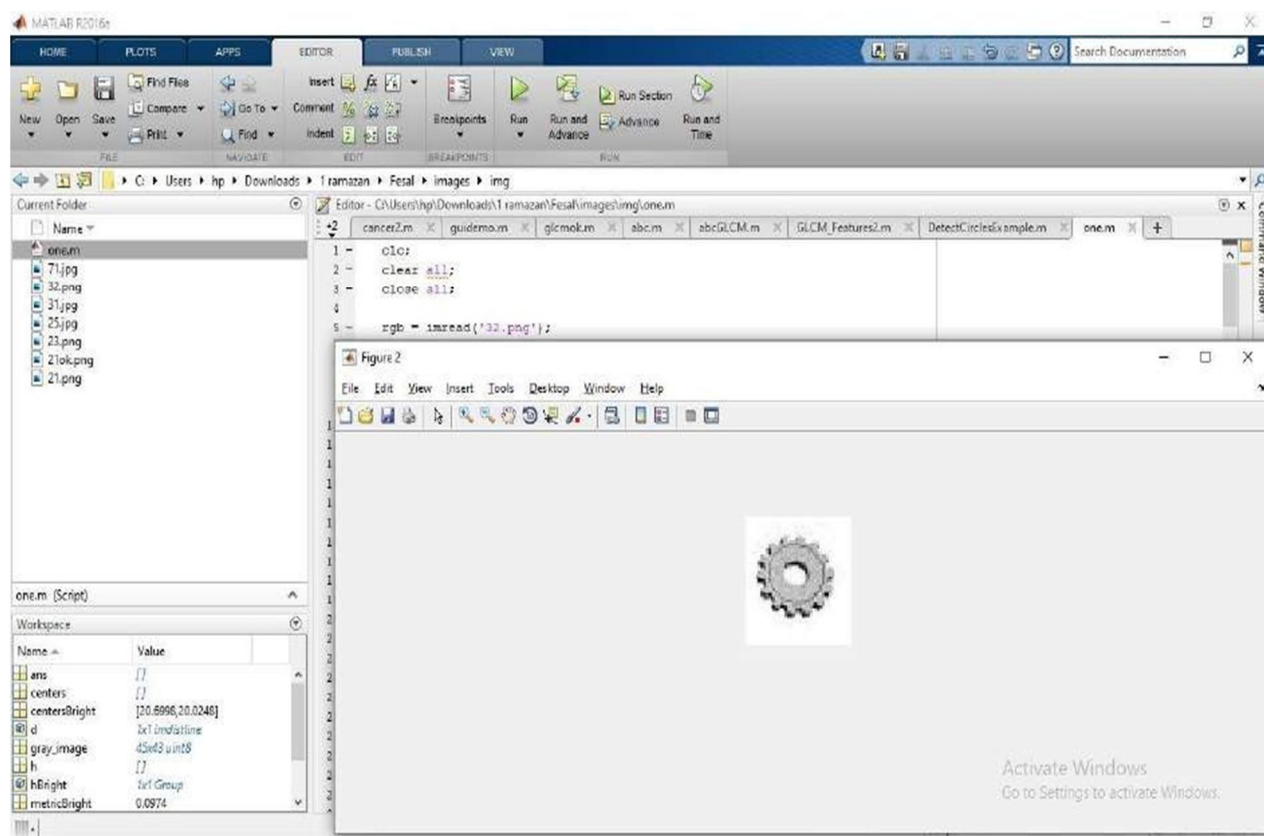 MATLAB R2016a
HOME PLOTS APPS EDITOR PUBLISH VIEW Search Documentation
New Open Save Find Files Compare Print Go To Find Insert Comment Indent fx Breakpoints Run Run and Advance Run Section Advance Run and Time
FILE NAVIGATE EDIT BREAKPOINTS RUN
C: Users hp Downloads 1 ramazan Fesal images img
Current Folder
Name
one.m
71.jpg
32.png
31.jpg
25.jpg
23.png
21ok.png
21.png
one.m (Script)
Workspace
Name Value
ans []
centers []
centersBright [20.6998,20.0248]
d 1x1 imdistline
gray_image 45x43 uint8
h []
hBright 1x1 Group
metricBright 0.0974
Editor - C:\Users\hp\Downloads\1 ramazan\Fesal\images\img\one.m
+2 cancer2.m guidemo.m glcmok.m abc.m abcGLCM.m GLCM_Features2.m DetectCirclesExample.m one.m +
1 - clc;
2 - clear all;
3 - close all;
4
5 - rgb = imread('32.png');
Command Window
Figure 2
File Edit View Insert Tools Desktop Window Help
Activate Windows
Go to Settings to activate Windows.